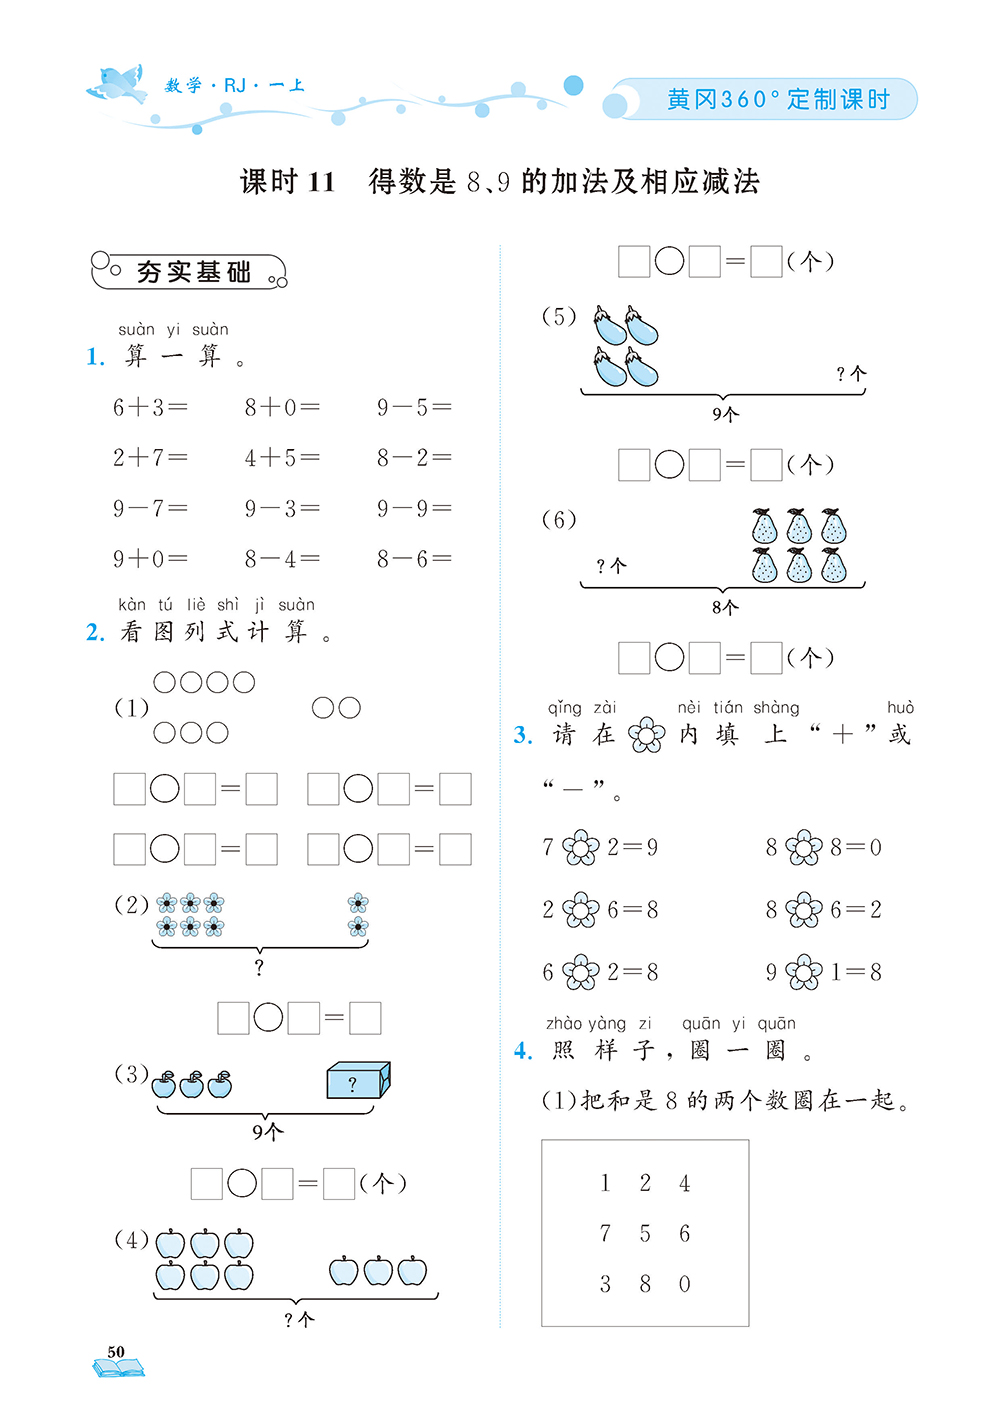 数学·RJ·一上
黄冈360°定制课时
课时11 得数是8、9的加法及相应减法
夯实基础
suàn yi suàn
1. 算一算。
6+3= 8+0= 9-5=
2+7= 4+5= 8-2=
9-7= 9-3= 9-9=
9+0= 8-4= 8-6=
kàn tú liè shì jì suàn
2. 看图列式计算。
(1)
□○□=□ □○□=□
□○□=□ □○□=□
(2)
?
□○□=□
(3)
?
9个
□○□=□(个)
(4)
?个
□○□=□(个)
(5)
?个
9个
□○□=□(个)
(6)
?个
8个
□○□=□(个)
qǐng zài nèi tián shàng huò
3. 请在 内填上“+”或
“-”。
7 2=9 8 8=0
2 6=8 8 6=2
6 2=8 9 1=8
zhào yàng zi quān yi quān
4. 照样子,圈一圈。
(1)把和是8的两个数圈在一起。
1 2 4
7 5 6
3 8 0
50